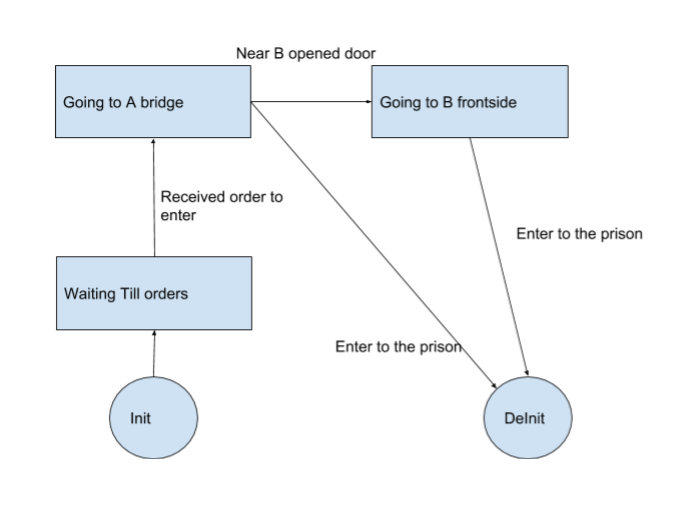 Near B opened door
Going to A bridge
Going to B frontside
Received order to
enter
Enter to the prison
Waiting Till orders
Enter to the prison
Init
DeInit